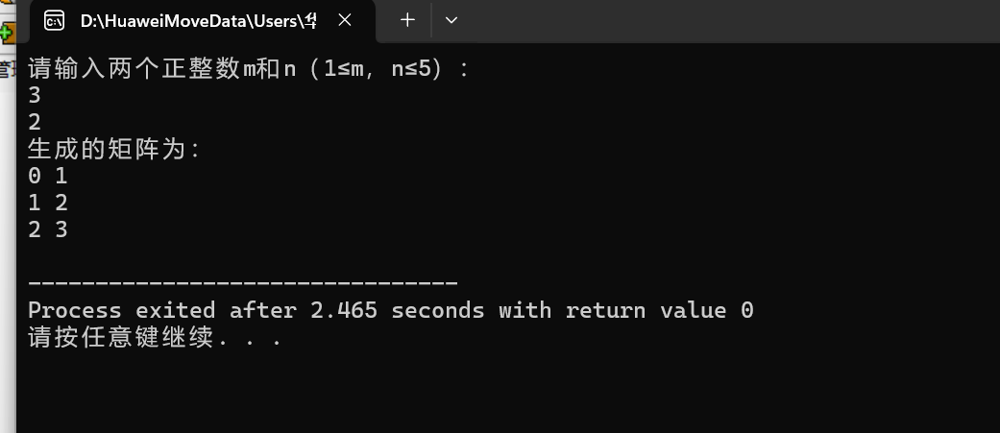 D:\HuaweiMoveData\Users\华
请输入两个正整数m和n（1≤m，n≤5）：
3
2
生成的矩阵为：
0 1
1 2
2 3
--------------------------------
Process exited after 2.465 seconds with return value 0
请按任意键继续. . .